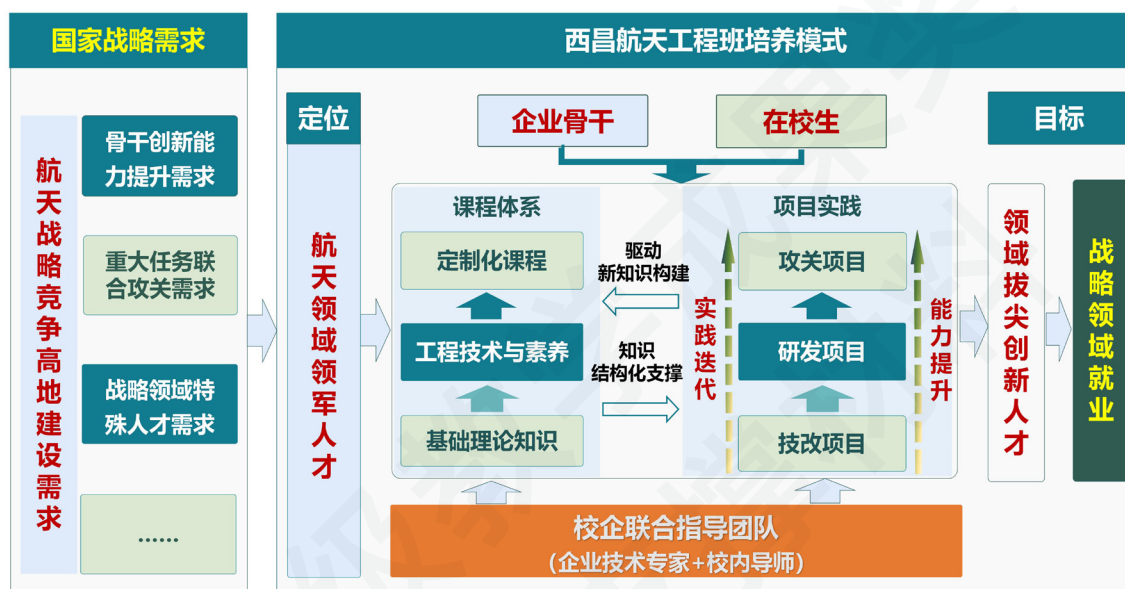 国家战略需求
航天战略竞争高地建设需求
骨干创新能
力提升需求
重大任务联
合攻关需求
战略领域特
殊人才需求
......
西昌航天工程班培养模式
定位
航天领域领军人才
企业骨干
在校生
课程体系
定制化课程
工程技术与素养
基础理论知识
驱动
新知识构建
知识
结构化支撑
项目实践
实践迭代
攻关项目
研发项目
技改项目
能力提升
校企联合指导团队
（企业技术专家+校内导师）
目标
领域拔尖创新人才
战略领域就业